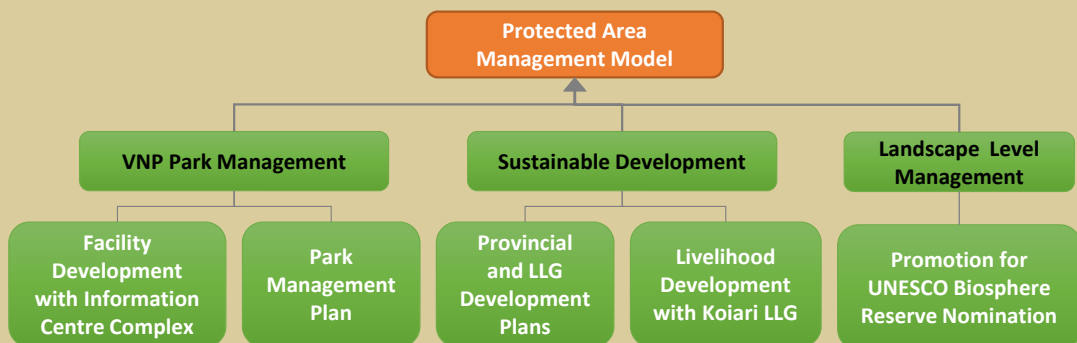 Protected Area
Management Model
VNP Park Management
Sustainable Development
Landscape Level
Management
Facility
Development
with Information
Centre Complex
Park
Management
Plan
Provincial
and LLG
Development
Plans
Livelihood
Development
with Koiari LLG
Promotion for
UNESCO Biosphere
Reserve Nomination